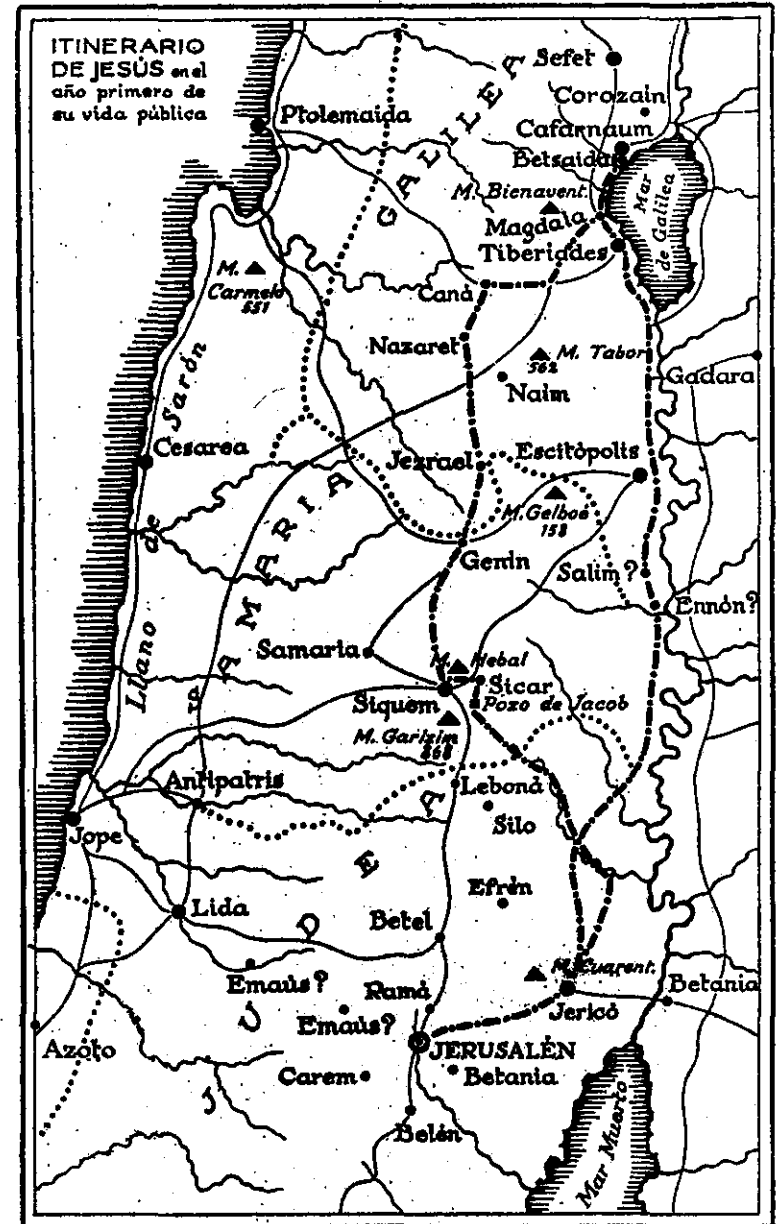 ITINERARIO
DE JESÚS en el
año primero de
su vida pública
Sefet
Corozain
Ptolemaida
Cafarnaum
Betsaida
GALILEA
M. Bienavent.
Mar
de Galilea
Magdala
Tiberiades
M.
Carmelo
551
Caná
Nazaret
M. Tabor
562
Naim
Gadara
Llano de Sarón
Cesarea
Jezrael
Escitópolis
M. Gelboé
158
SAMARIA
Genin
Salim?
Ennón?
Samaria
M. Hebal
Siquem
Sicar
Pozo de Jacob
M. Garizim
868
Antipatris
Leboná
Silo
Jope
JUDEA
Efrén
Lida
Betel
Emaús?
Ramá
M. Cuarent.
Betania
Emaús?
Jericó
Azoto
JERUSALÉN
Carem
Betania
Belén
Mar Muerto